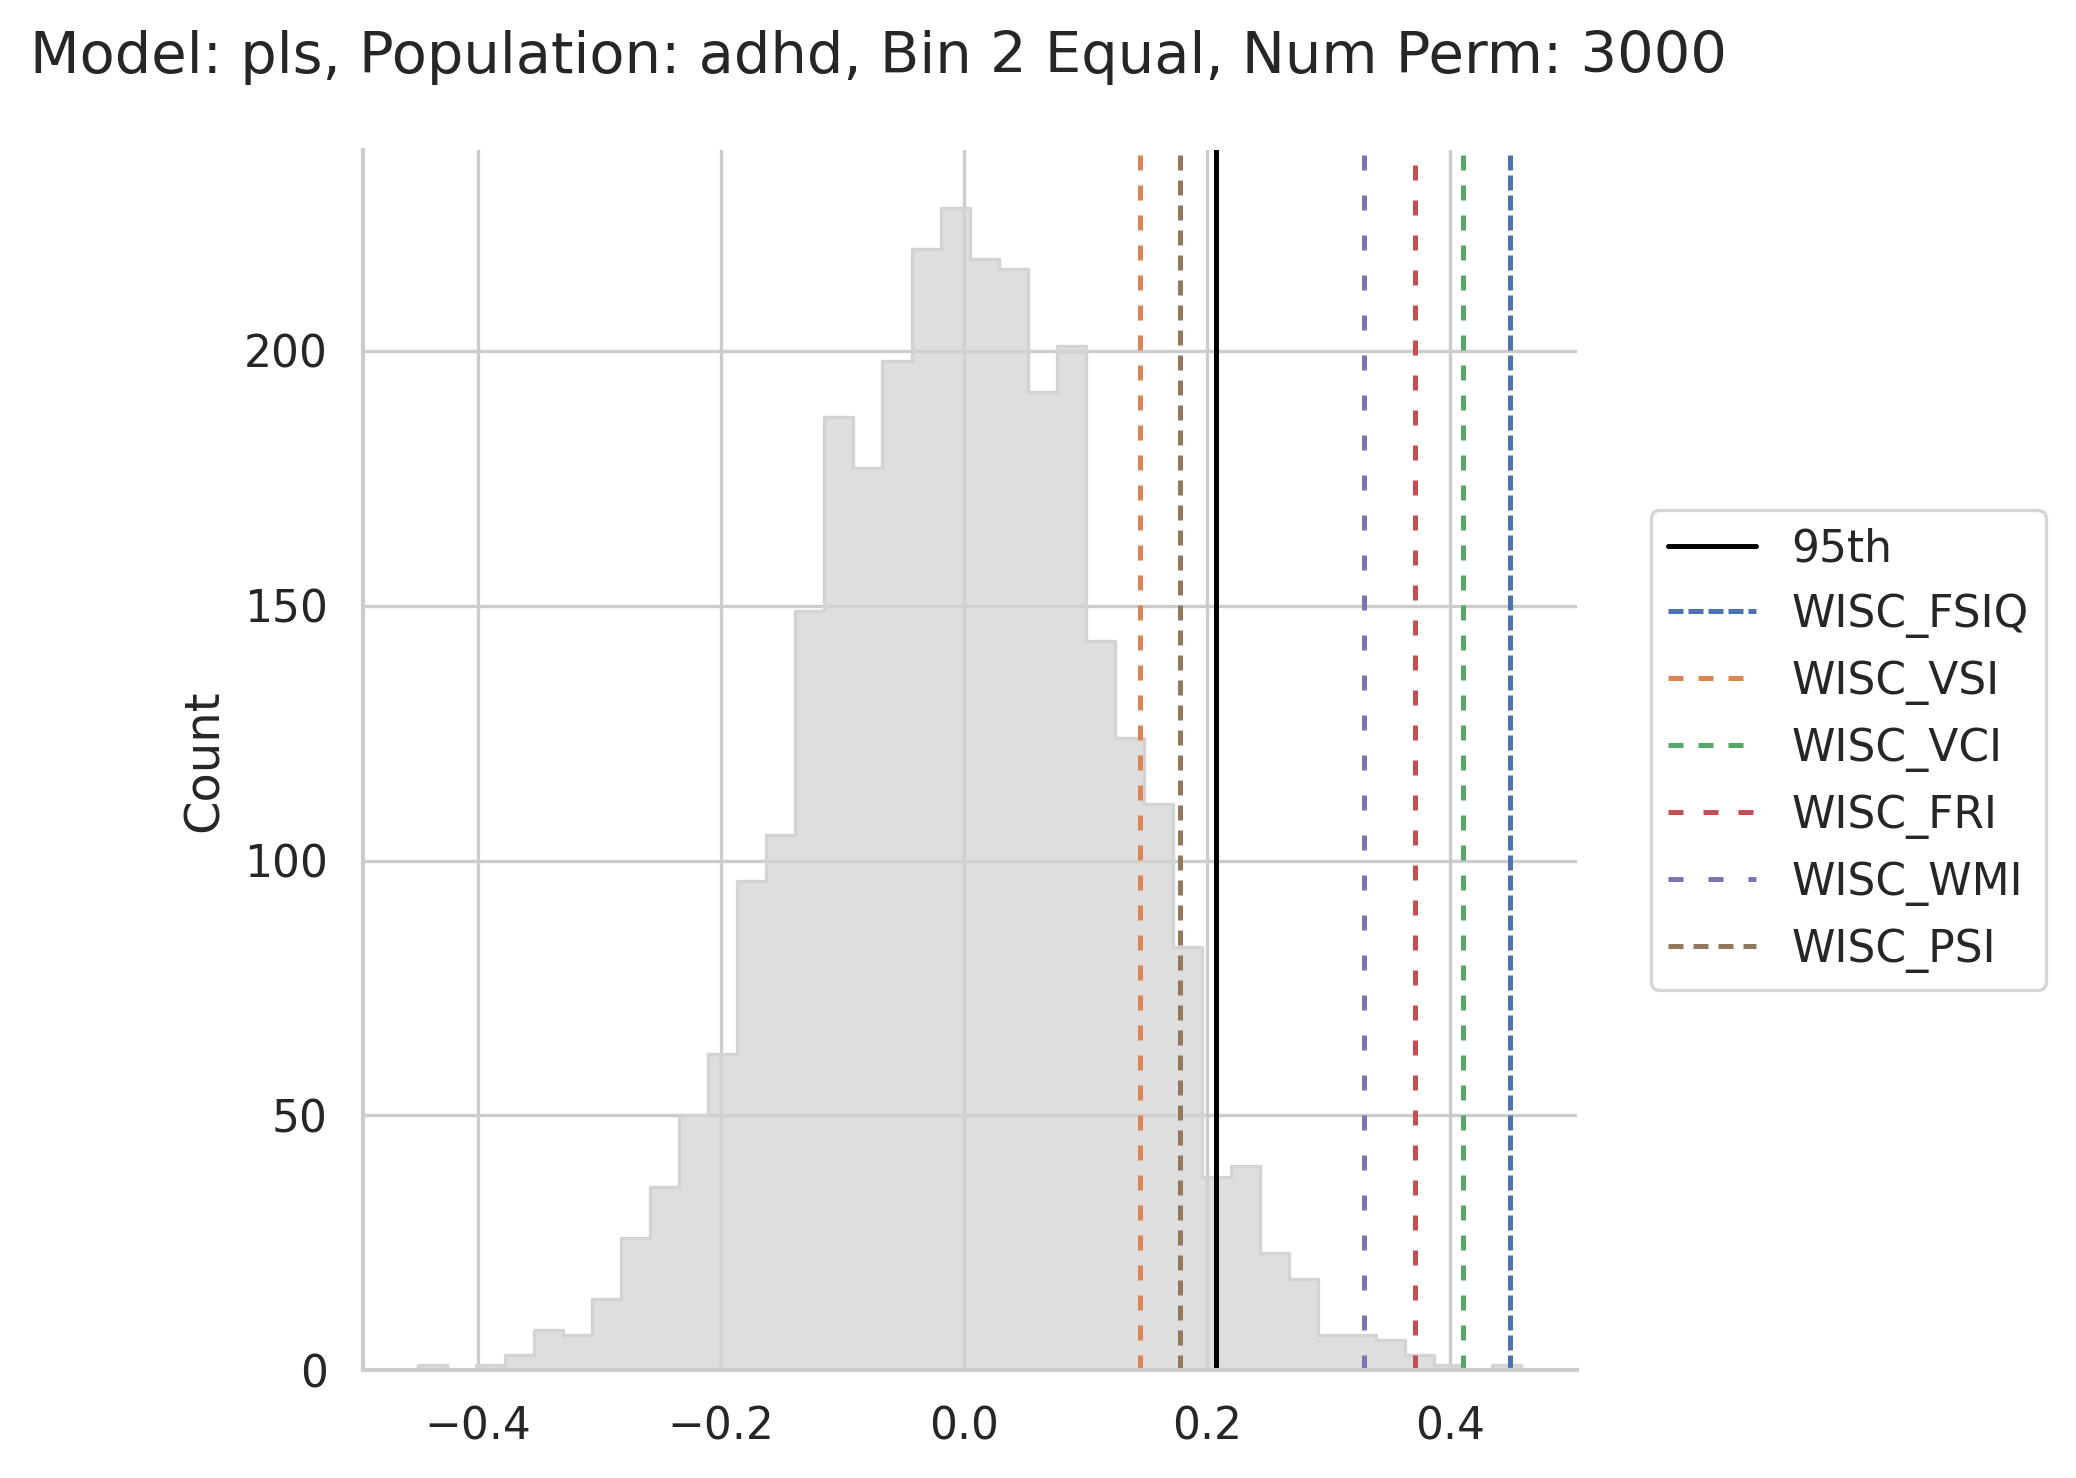 Model: pls, Population: adhd, Bin 2 Equal, Num Perm: 3000
Count
200
150
100
50
0
−0.4
−0.2
0.0
0.2
0.4
95th
WISC_FSIQ
WISC_VSI
WISC_VCI
WISC_FRI
WISC_WMI
WISC_PSI